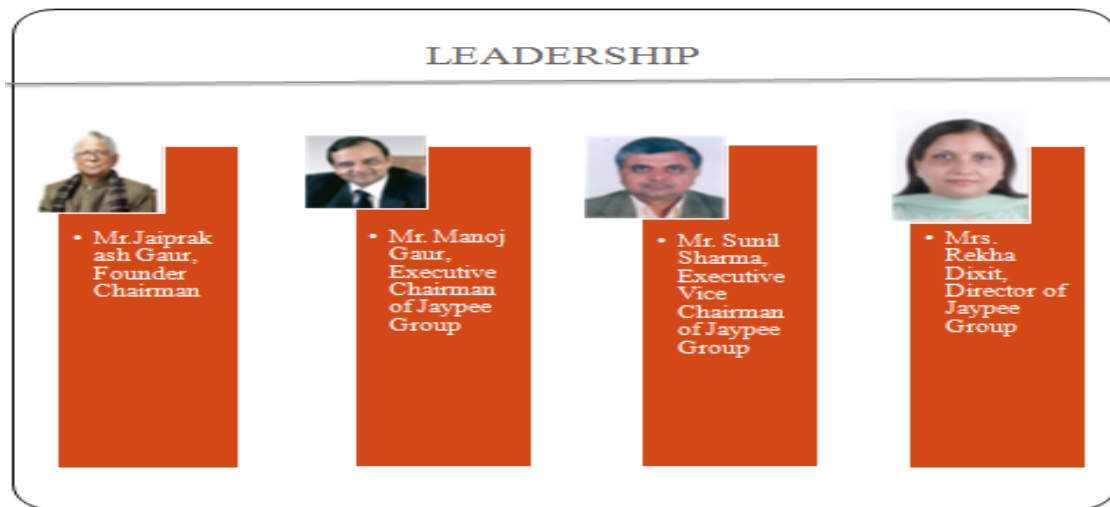 LEADERSHIP
• Mr.Jaiprak
ash Gaur,
Founder
Chairman
• Mr. Manoj
Gaur,
Executive
Chairman
of Jaypee
Group
• Mr. Sunil
Sharma,
Executive
Vice
Chairman
of Jaypee
Group
• Mrs.
Rekha
Dixit,
Director of
Jaypee
Group